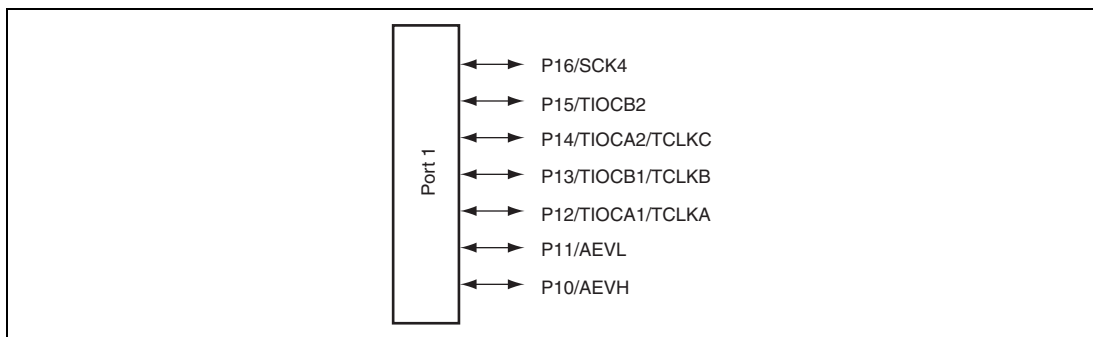 Port 1
P16/SCK4
P15/TIOCB2
P14/TIOCA2/TCLKC
P13/TIOCB1/TCLKB
P12/TIOCA1/TCLKA
P11/AEVL
P10/AEVH